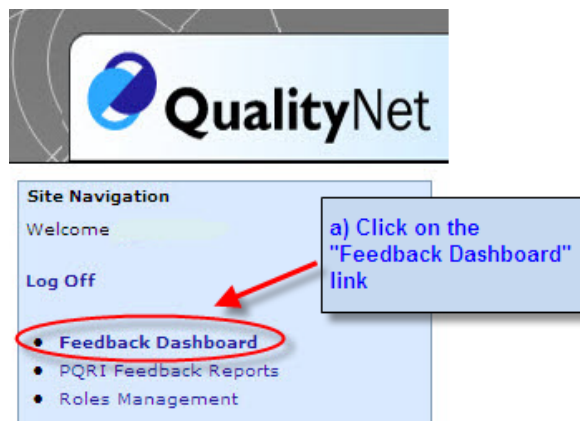 QualityNet
Site Navigation
Welcome
Log Off
a) Click on the
"Feedback Dashboard"
link
• Feedback Dashboard
• PQRI Feedback Reports
• Roles Management